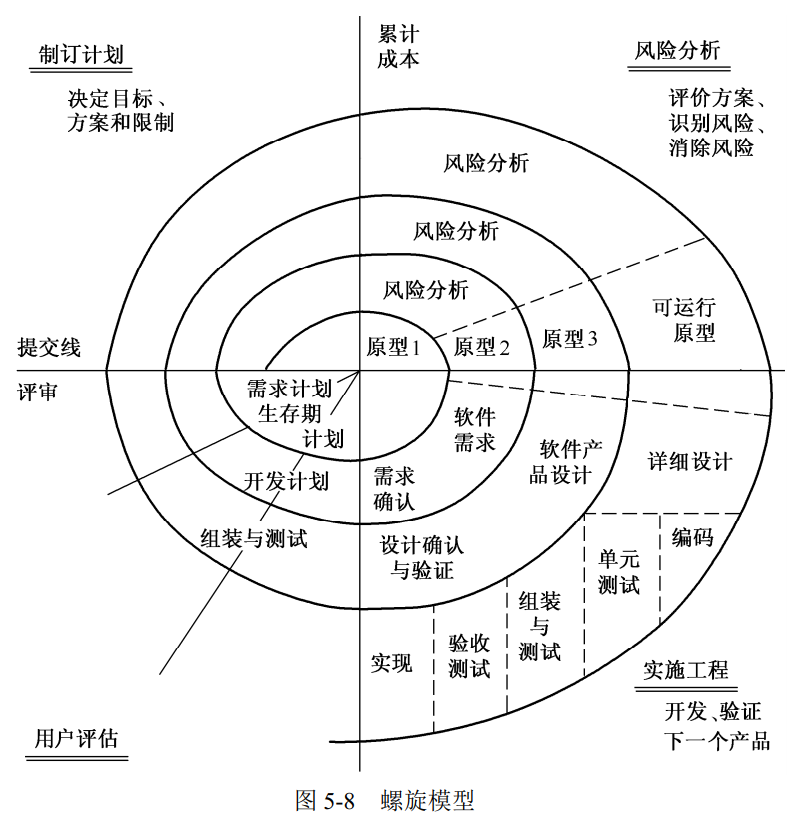 制订计划
决定目标、
方案和限制
累计
成本
风险分析
评价方案、
识别风险、
消除风险
风险分析
风险分析
风险分析
原型1
原型2
原型3
可运行
原型
提交线
评审
需求计划
生存期
计划
开发计划
组装与测试
软件
需求
需求
确认
软件产
品设计
设计确认
与验证
详细设计
编码
单元
测试
组装
与
测试
验收
测试
实现
实施工程
开发、验证
下一个产品
用户评估
图 5-8 螺旋模型